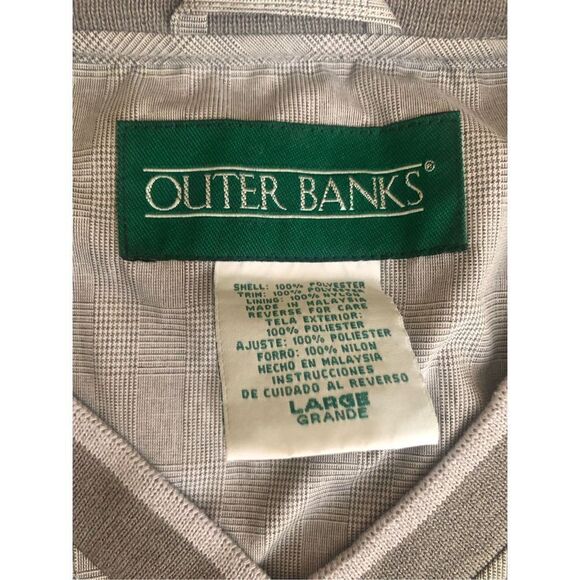 OUTER BANKS®
SHELL: 100% POLYESTER
TRIM: 100% POLYESTER
LINING: 100% NYLON
MADE IN MALAYSIA
REVERSE FOR CARE
TELA EXTERIOR:
100% POLIESTER
AJUSTE: 100% POLIESTER
FORRO: 100% NILON
HECHO EN MALAYSIA
INSTRUCCIONES
DE CUIDADO AL REVERSO
LARGE
GRANDE